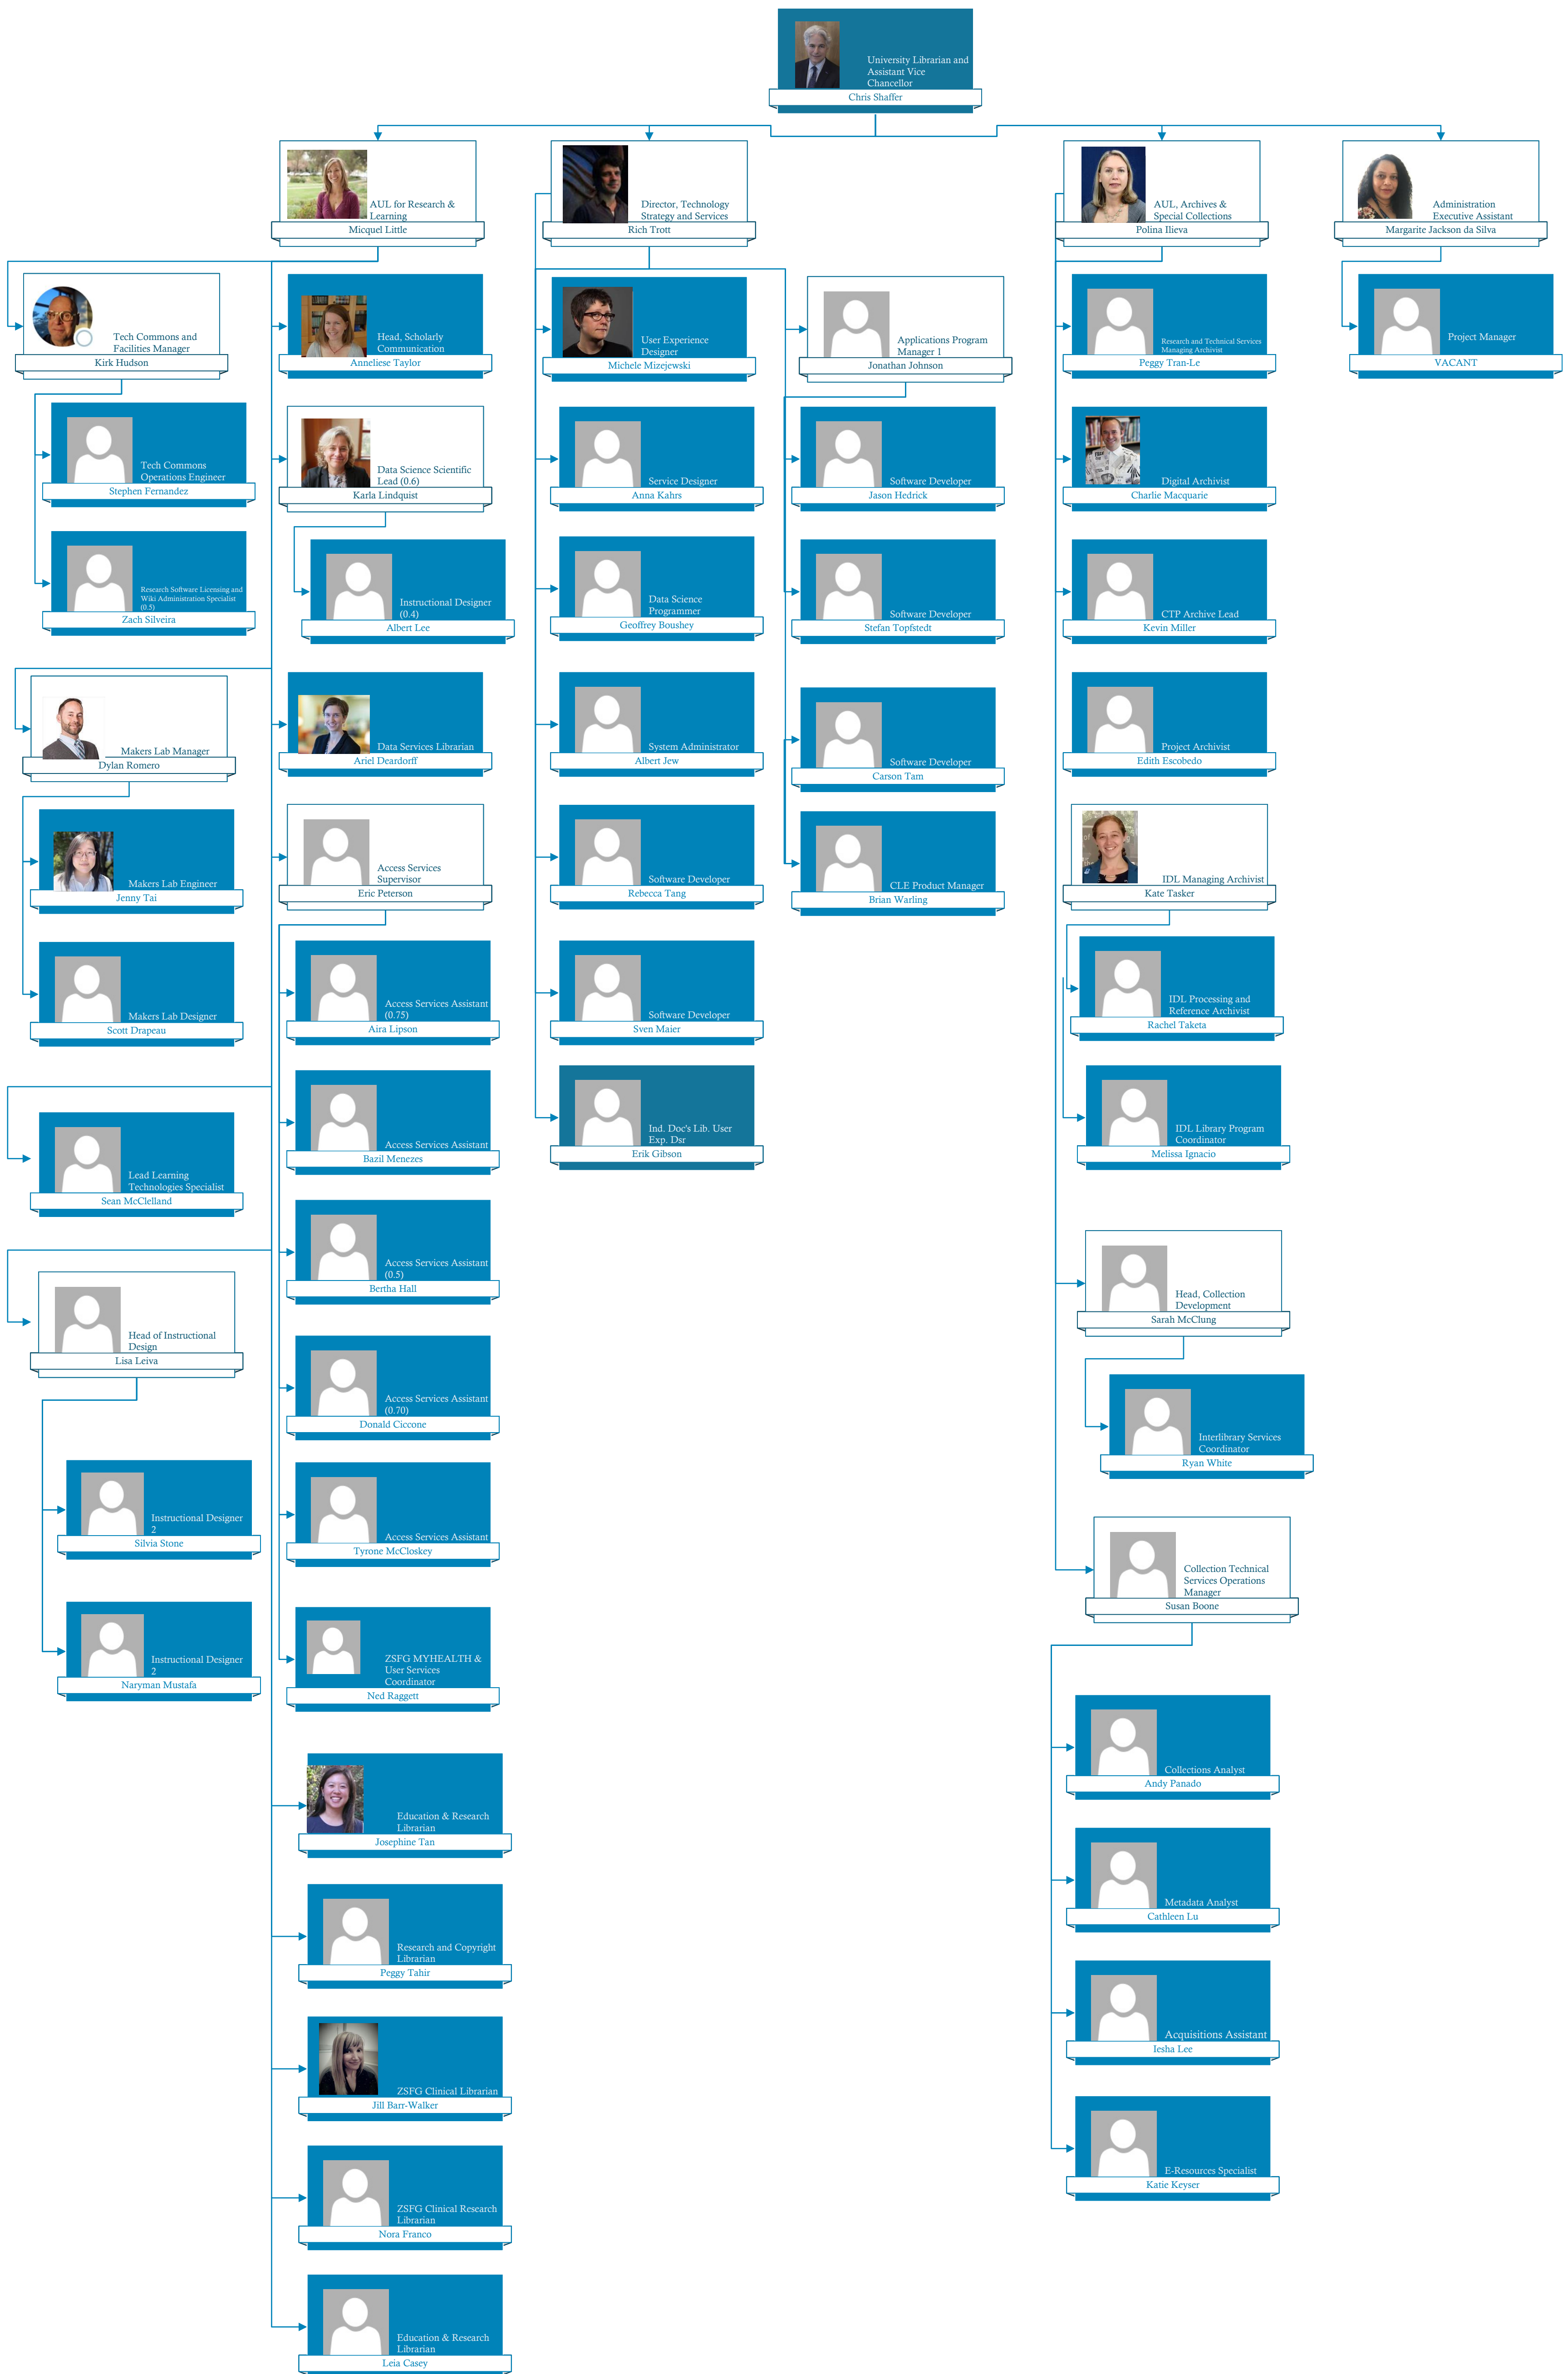 University Librarian and
Assistant Vice
Chancellor
Chris Shaffer
AUL for Research &
Learning
Micquel Little
Director, Technology
Strategy and Services
Rich Trott
AUL, Archives &
Special Collections
Polina Ilieva
Administration
Executive Assistant
Margarite Jackson da Silva
Tech Commons and
Facilities Manager
Kirk Hudson
Tech Commons
Operations Engineer
Stephen Fernandez
Research Software Licensing and
Wiki Administration Specialist
(0.5)
Zach Silveira
Makers Lab Manager
Dylan Romero
Makers Lab Engineer
Jenny Tai
Makers Lab Designer
Scott Drapeau
Lead Learning
Technologies Specialist
Sean McClelland
Head of Instructional
Design
Lisa Leiva
Instructional Designer
2
Silvia Stone
Instructional Designer
2
Naryman Mustafa
Head, Scholarly
Communication
Anneliese Taylor
Data Science Scientific
Lead (0.6)
Karla Lindquist
Instructional Designer
(0.4)
Albert Lee
Data Services Librarian
Ariel Deardorff
Access Services
Supervisor
Eric Peterson
Access Services Assistant
(0.75)
Aira Lipson
Access Services Assistant
Bazil Menezes
Access Services Assistant
(0.5)
Bertha Hall
Access Services Assistant
(0.70)
Donald Ciccone
Access Services Assistant
Tyrone McCloskey
ZSFG MYHEALTH &
User Services
Coordinator
Ned Raggett
Education & Research
Librarian
Josephine Tan
Research and Copyright
Librarian
Peggy Tahir
ZSFG Clinical Librarian
Jill Barr-Walker
ZSFG Clinical Research
Librarian
Nora Franco
Education & Research
Librarian
Leia Casey
User Experience
Designer
Michele Mizejewski
Service Designer
Anna Kahrs
Data Science
Programmer
Geoffrey Boushey
System Administrator
Albert Jew
Software Developer
Rebecca Tang
Software Developer
Sven Maier
Ind. Doc's Lib. User
Exp. Dsr
Erik Gibson
Applications Program
Manager 1
Jonathan Johnson
Software Developer
Jason Hedrick
Software Developer
Stefan Topfstedt
Software Developer
Carson Tam
CLE Product Manager
Brian Warling
Research and Technical Services
Managing Archivist
Peggy Tran-Le
Digital Archivist
Charlie Macquarie
CTP Archive Lead
Kevin Miller
Project Archivist
Edith Escobedo
IDL Managing Archivist
Kate Tasker
IDL Processing and
Reference Archivist
Rachel Taketa
IDL Library Program
Coordinator
Melissa Ignacio
Head, Collection
Development
Sarah McClung
Interlibrary Services
Coordinator
Ryan White
Collection Technical
Services Operations
Manager
Susan Boone
Collections Analyst
Andy Panado
Metadata Analyst
Cathleen Lu
Acquisitions Assistant
Iesha Lee
E-Resources Specialist
Katie Keyser
Project Manager
VACANT